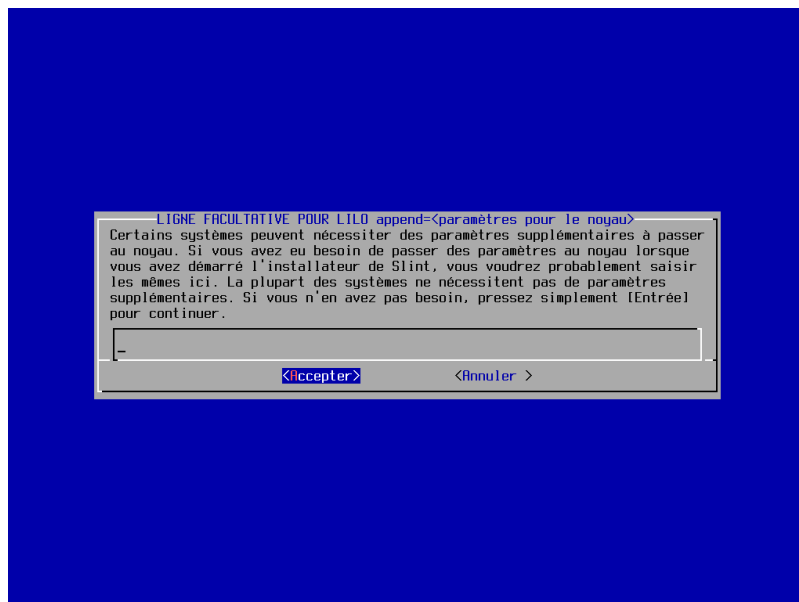 LIGNE FACULTATIVE POUR LILO append=<paramètres pour le noyau>
Certains systèmes peuvent nécessiter des paramètres supplémentaires à passer
au noyau. Si vous avez eu besoin de passer des paramètres au noyau lorsque
vous avez démarré l'installateur de Slint, vous voudrez probablement saisir
les mêmes ici. La plupart des systèmes ne nécessitent pas de paramètres
supplémentaires. Si vous n'en avez pas besoin, pressez simplement [Entrée]
pour continuer.
<Accepter> <Annuler >